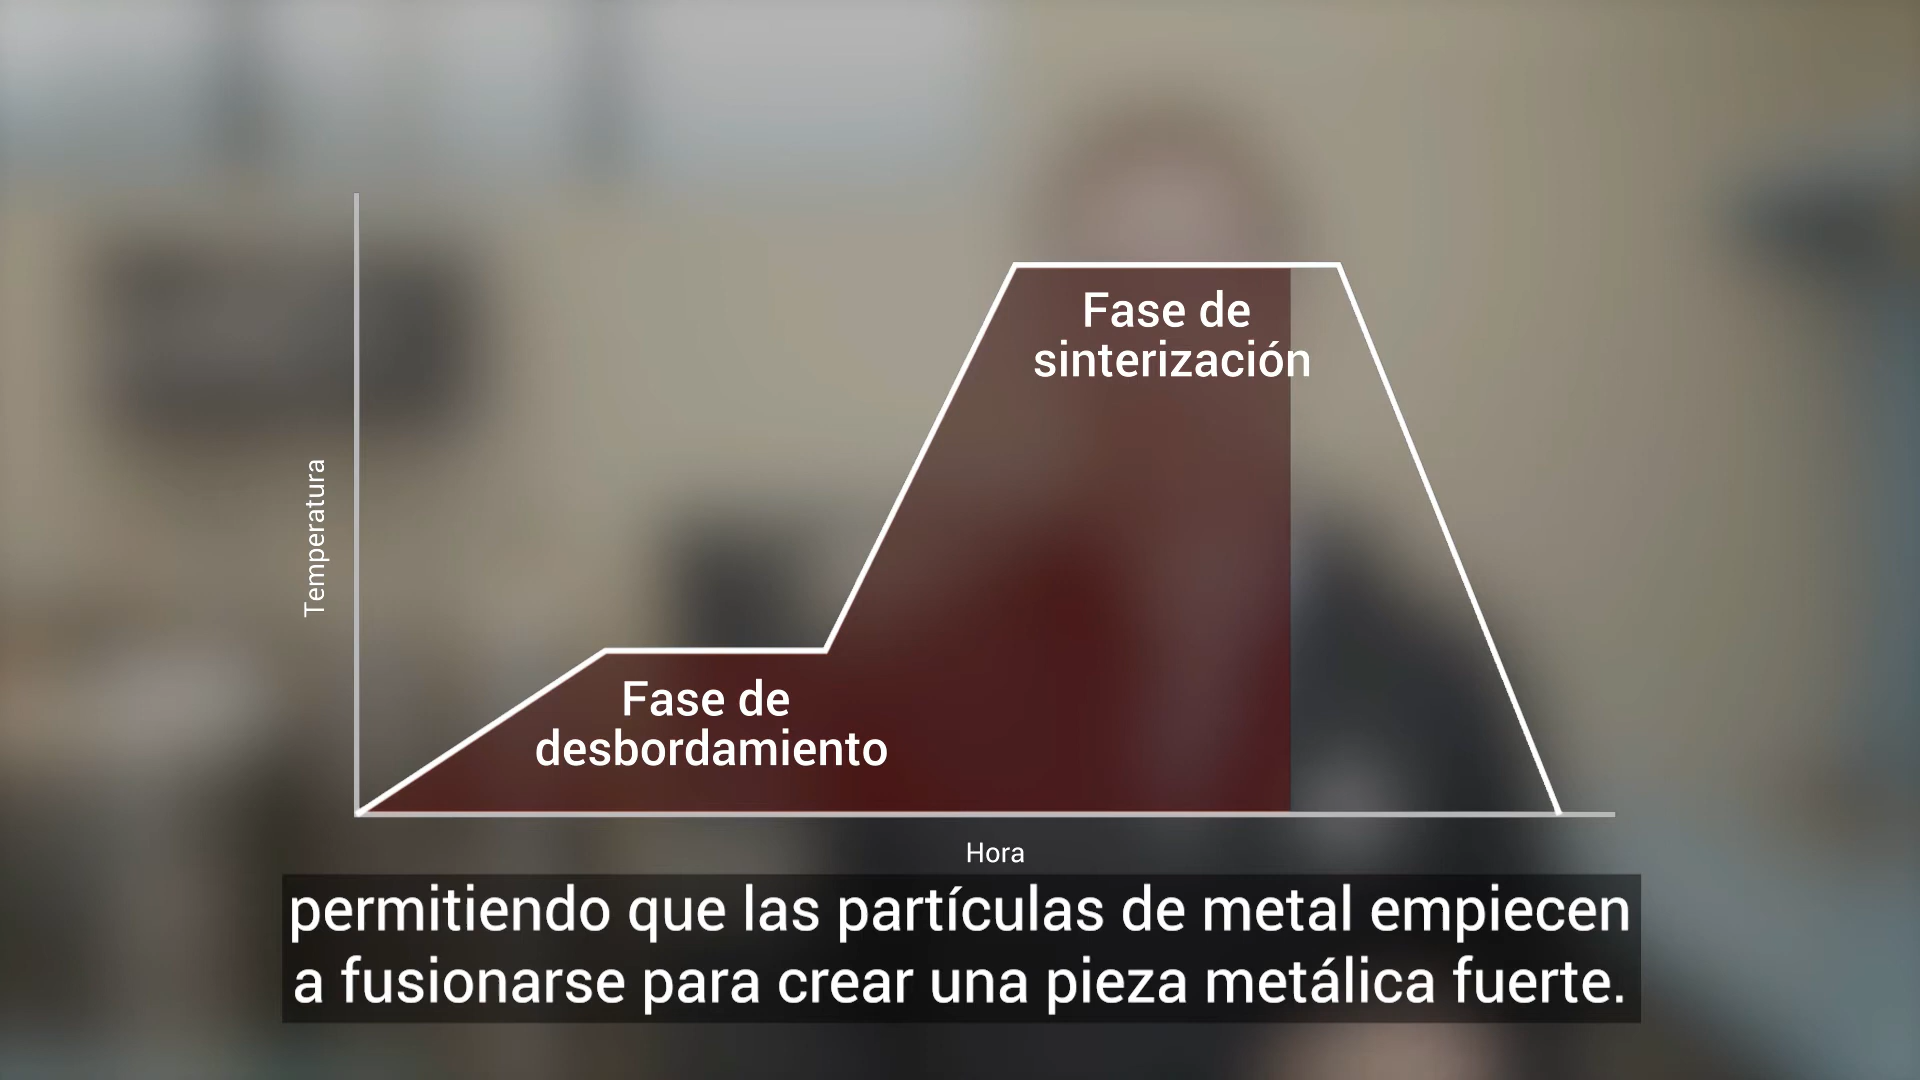 Fase de
sinterización
Temperatura
Fase de
desbordamiento
Hora
permitiendo que las partículas de metal empiecen
a fusionarse para crear una pieza metálica fuerte.